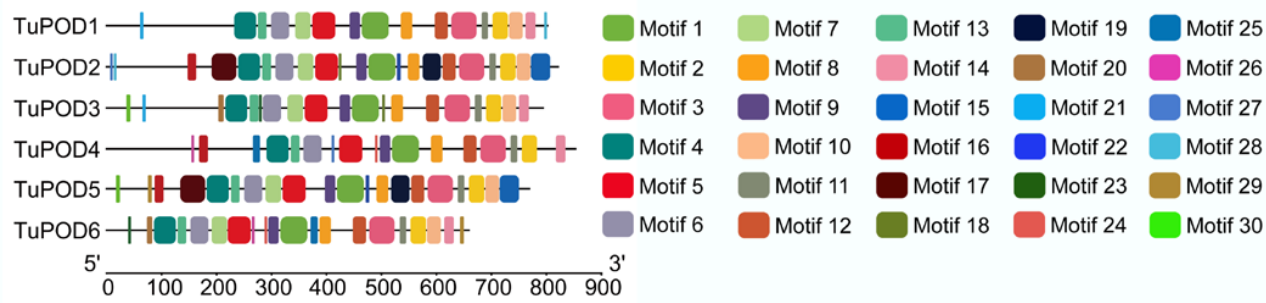 TuPOD1
TuPOD2
TuPOD3
TuPOD4
TuPOD5
TuPOD6
5' 3'
0 100 200 300 400 500 600 700 800 900
Motif 1 Motif 7 Motif 13 Motif 19 Motif 25
Motif 2 Motif 8 Motif 14 Motif 20 Motif 26
Motif 3 Motif 9 Motif 15 Motif 21 Motif 27
Motif 4 Motif 10 Motif 16 Motif 22 Motif 28
Motif 5 Motif 11 Motif 17 Motif 23 Motif 29
Motif 6 Motif 12 Motif 18 Motif 24 Motif 30